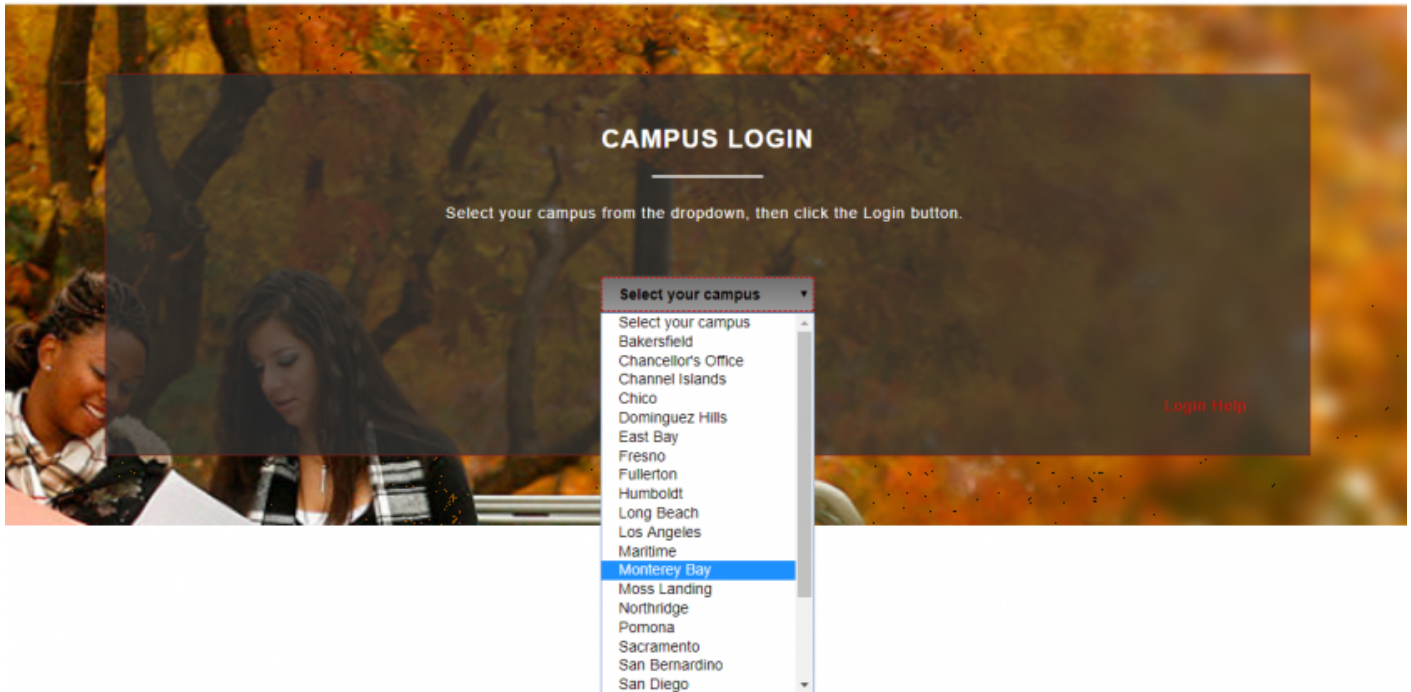 CAMPUS LOGIN
Select your campus from the dropdown, then click the Login button.
Select your campus
Select your campus
Bakersfield
Chancellor's Office
Channel Islands
Chico
Dominguez Hills
East Bay
Fresno
Fullerton
Humboldt
Long Beach
Los Angeles
Maritime
Monterey Bay
Moss Landing
Northridge
Pomona
Sacramento
San Bernardino
San Diego
Login Help